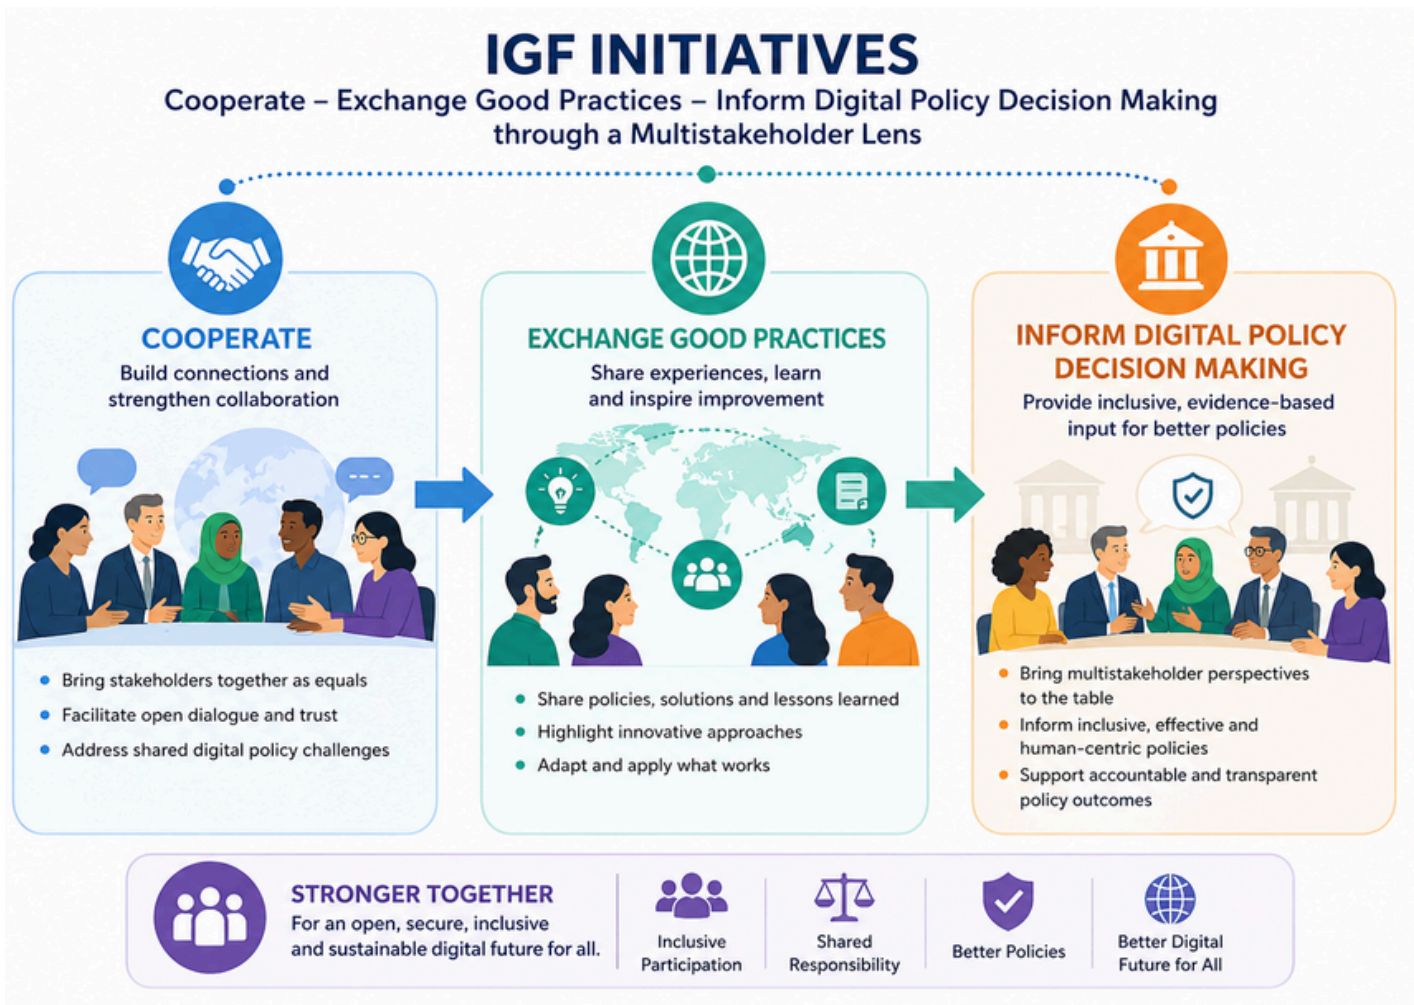 IGF INITIATIVES
Cooperate – Exchange Good Practices – Inform Digital Policy Decision Making
through a Multistakeholder Lens
COOPERATE
Build connections and
strengthen collaboration
Bring stakeholders together as equals
Facilitate open dialogue and trust
Address shared digital policy challenges
EXCHANGE GOOD PRACTICES
Share experiences, learn
and inspire improvement
Share policies, solutions and lessons learned
Highlight innovative approaches
Adapt and apply what works
INFORM DIGITAL POLICY
DECISION MAKING
Provide inclusive, evidence-based
input for better policies
Bring multistakeholder perspectives
to the table
Inform inclusive, effective and
human-centric policies
Support accountable and transparent
policy outcomes
STRONGER TOGETHER
For an open, secure, inclusive
and sustainable digital future for all.
Inclusive
Participation
Shared
Responsibility
Better Policies
Better Digital
Future for All